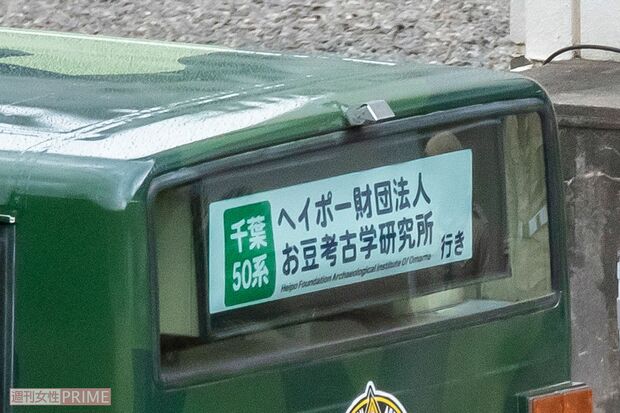 千葉
50系
ヘイポー財団法人
お豆考古学研究所 行き
Heipo Foundation Archaeological Institute Of Omame
週刊女性PRIME